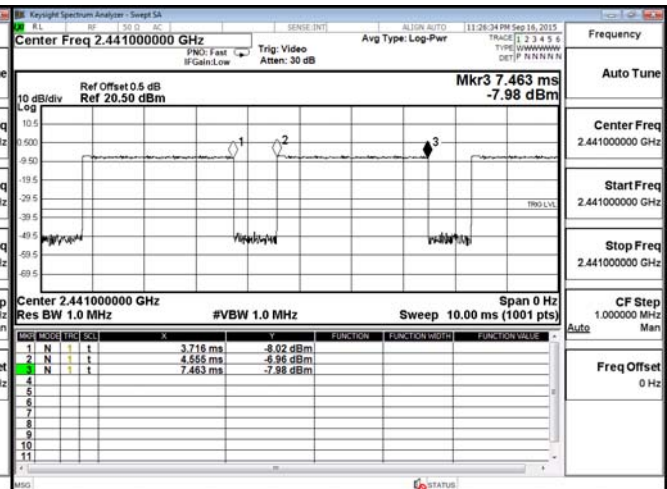 Keysight Spectrum Analyzer - Swept SA
RL RF 50 Ω AC SENSE:INT ALIGN AUTO 11:26:34 PM Sep 16, 2015
Center Freq 2.441000000 GHz
PNO: Fast Trig: Video Avg Type: Log-Pwr TRACE 1 2 3 4 5 6
IFGain:Low Atten: 30 dB TYPE WWWWWW
DET P N N N N N
Frequency
Ref Offset 0.5 dB Mkr3 7.463 ms
10 dB/div Ref 20.50 dBm -7.98 dBm
Log
10.5
0.500
-9.50
-19.5
-29.5
-39.5
-49.5
-59.5
-69.5
1
2
3
TRIG LVL
Center 2.441000000 GHz Span 0 Hz
Res BW 1.0 MHz #VBW 1.0 MHz Sweep 10.00 ms (1001 pts)
MKR MODE TRC SCL X Y FUNCTION FUNCTION WIDTH FUNCTION VALUE
1 N 1 t 3.716 ms -8.02 dBm
2 N 1 t 4.555 ms -6.96 dBm
3 N 1 t 7.463 ms -7.98 dBm
4
5
6
7
8
9
10
11
MSG STATUS
Auto Tune
Center Freq
2.441000000 GHz
Start Freq
2.441000000 GHz
Stop Freq
2.441000000 GHz
CF Step
1.000000 MHz
Auto Man
Freq Offset
0 Hz